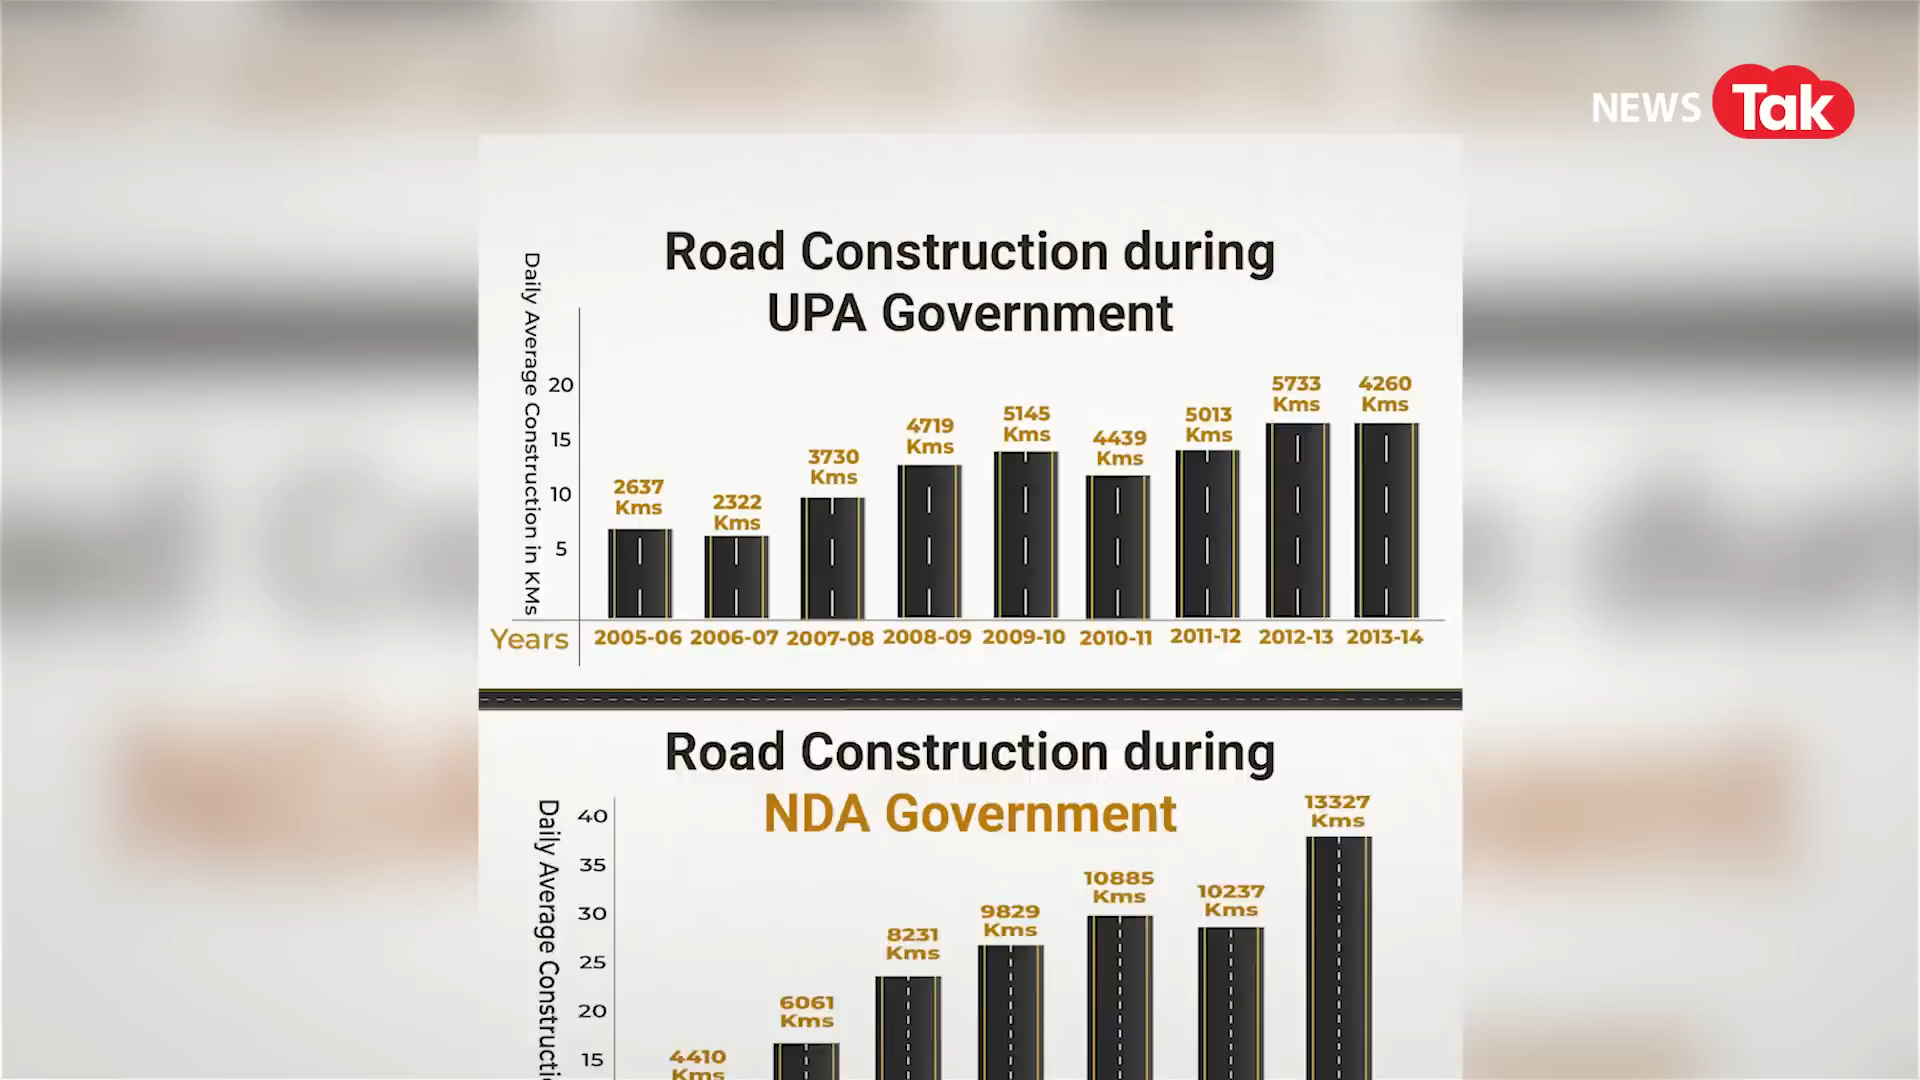 NEWS Tak
Road Construction during
UPA Government
Daily Average Construction in KMs
20
15
10
5
2637
Kms
2322
Kms
3730
Kms
4719
Kms
5145
Kms
4439
Kms
5013
Kms
5733
Kms
4260
Kms
Years
2005-06 2006-07 2007-08 2008-09 2009-10 2010-11 2011-12 2012-13 2013-14
Road Construction during
NDA Government
Daily Average Constructi
40
35
30
25
20
15
4410
Kms
6061
Kms
8231
Kms
9829
Kms
10885
Kms
10237
Kms
13327
Kms